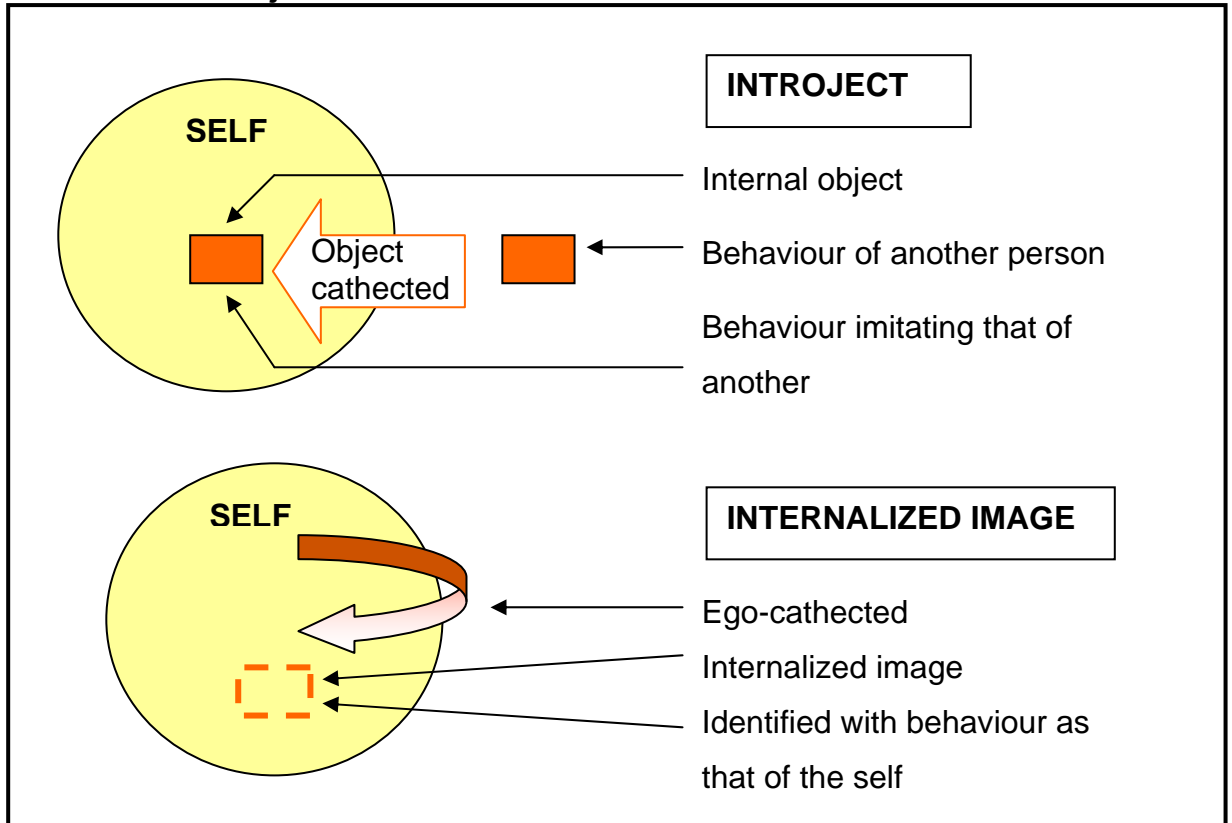 INTROJECT
SELF
Internal object
Object
cathected
Behaviour of another person
Behaviour imitating that of
another
SELF
INTERNALIZED IMAGE
Ego-cathected
Internalized image
Identified with behaviour as
that of the self